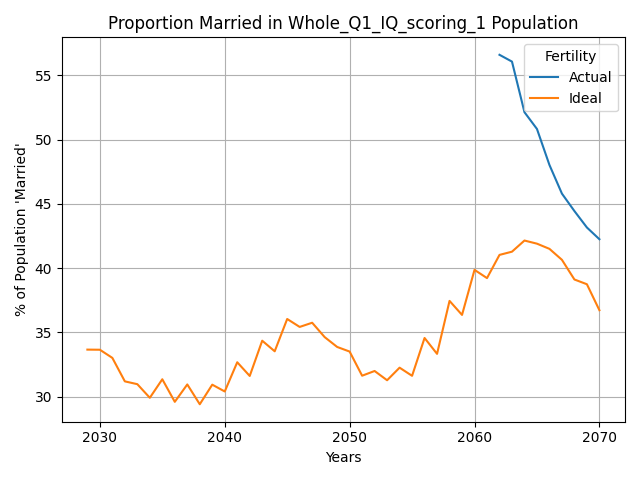 Proportion Married in Whole_Q1_IQ_scoring_1 Population
Fertility
Actual
Ideal
% of Population 'Married'
55
50
45
40
35
30
2030 2040 2050 2060 2070
Years